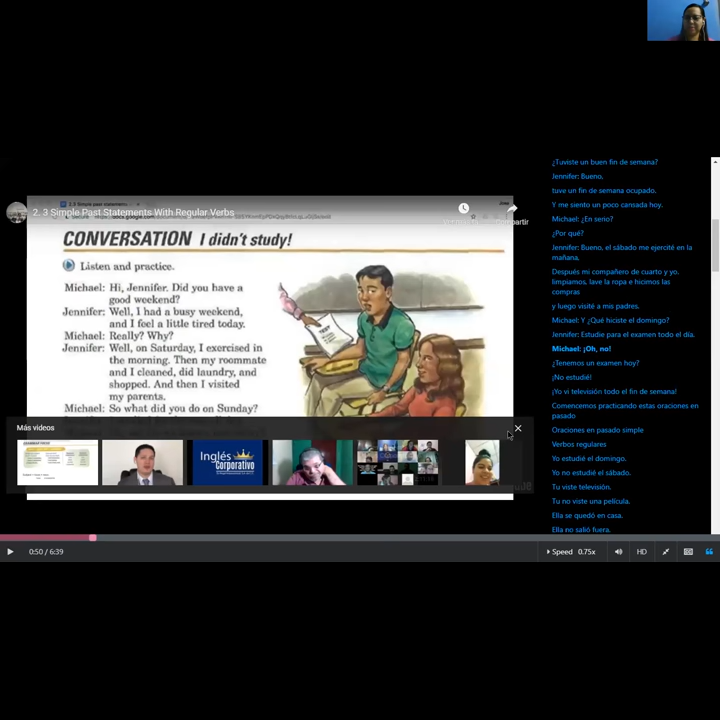 ¿Tuviste un buen fin de semana?
Jennifer: Bueno,
tuve un fin de semana ocupado.
Y me siento un poco cansada hoy.
Michael: ¿En serio?
¿Por qué?
Jennifer: Bueno, el sábado me ejercité en la
mañana,
Después mi compañero de cuarto y yo.
limpiamos, lave la ropa e hicimos las
compras
y luego visité a mis padres.
Michael: Y ¿Qué hiciste el domingo?
Jennifer: Estudie para el examen todo el día.
Michael: ¡Oh, no!
¿Tenemos un examen hoy?
¡No estudié!
¡Yo vi televisión todo el fin de semana!
Comencemos practicando estas oraciones en
pasado
Oraciones en pasado simple
Verbos regulares
Yo estudié el domingo.
Yo no estudié el sábado.
Tu viste televisión.
Tu no viste una película.
Ella se quedó en casa.
Ella no salió fuera.
2. 3 Simple Past Statements With Regular Verbs
CONVERSATION I didn't study!
Listen and practice.
Michael: Hi, Jennifer. Did you have a
good weekend?
Jennifer: Well, I had a busy weekend,
and I feel a little tired today.
Michael: Really? Why?
Jennifer: Well, on Saturday, I exercised in
the morning. Then my roommate
and I cleaned, did laundry, and
shopped. And then I visited
my parents.
Michael: So what did you do on Sunday?
TEST
Más videos
Inglés
Corporativo
0:50 / 6:39
Speed 0.75x
HD